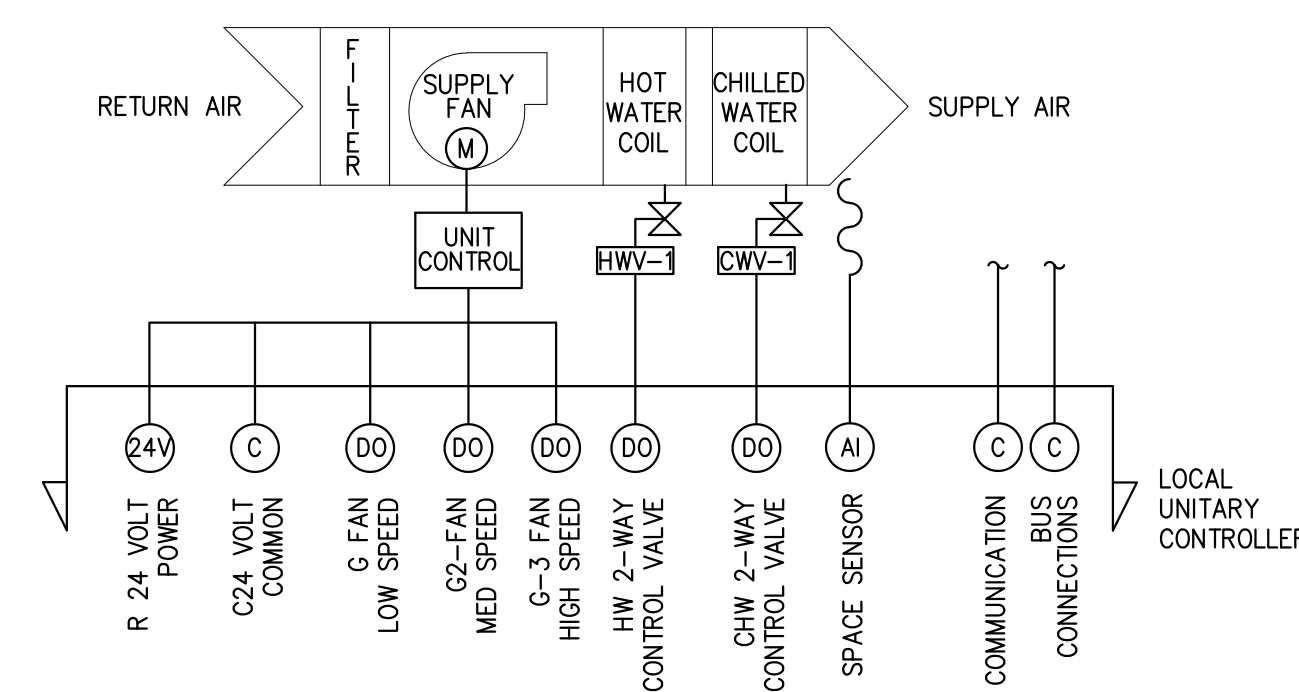 RETURN AIR
FILTER
SUPPLY
FAN
M
HOT
WATER
COIL
CHILLED
WATER
COIL
SUPPLY AIR
UNIT
CONTROL
HWV-1
CWV-1
24V
C
DO
DO
DO
DO
DO
AI
C
C
R 24 VOLT
POWER
C24 VOLT
COMMON
G FAN
LOW SPEED
G2-FAN
MED SPEED
G-3 FAN
HIGH SPEED
HW 2-WAY
CONTROL VALVE
CHW 2-WAY
CONTROL VALVE
SPACE SENSOR
COMMUNICATION
BUS
CONNECTIONS
LOCAL
UNITARY
CONTROLLER